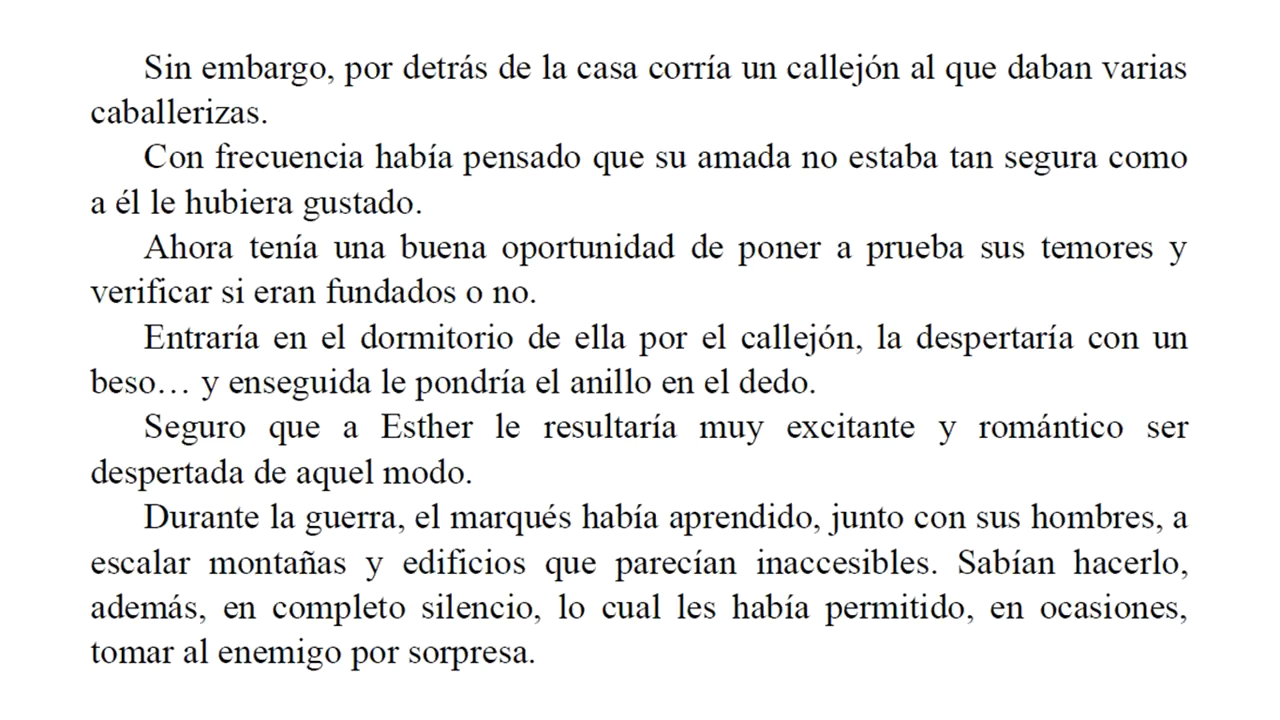 Sin embargo, por detrás de la casa corría un callejón al que daban varias
caballerizas.
Con frecuencia había pensado que su amada no estaba tan segura como
a él le hubiera gustado.
Ahora tenía una buena oportunidad de poner a prueba sus temores y
verificar si eran fundados o no.
Entraría en el dormitorio de ella por el callejón, la despertaría con un
beso… y enseguida le pondría el anillo en el dedo.
Seguro que a Esther le resultaría muy excitante y romántico ser
despertada de aquel modo.
Durante la guerra, el marqués había aprendido, junto con sus hombres, a
escalar montañas y edificios que parecían inaccesibles. Sabían hacerlo,
además, en completo silencio, lo cual les había permitido, en ocasiones,
tomar al enemigo por sorpresa.